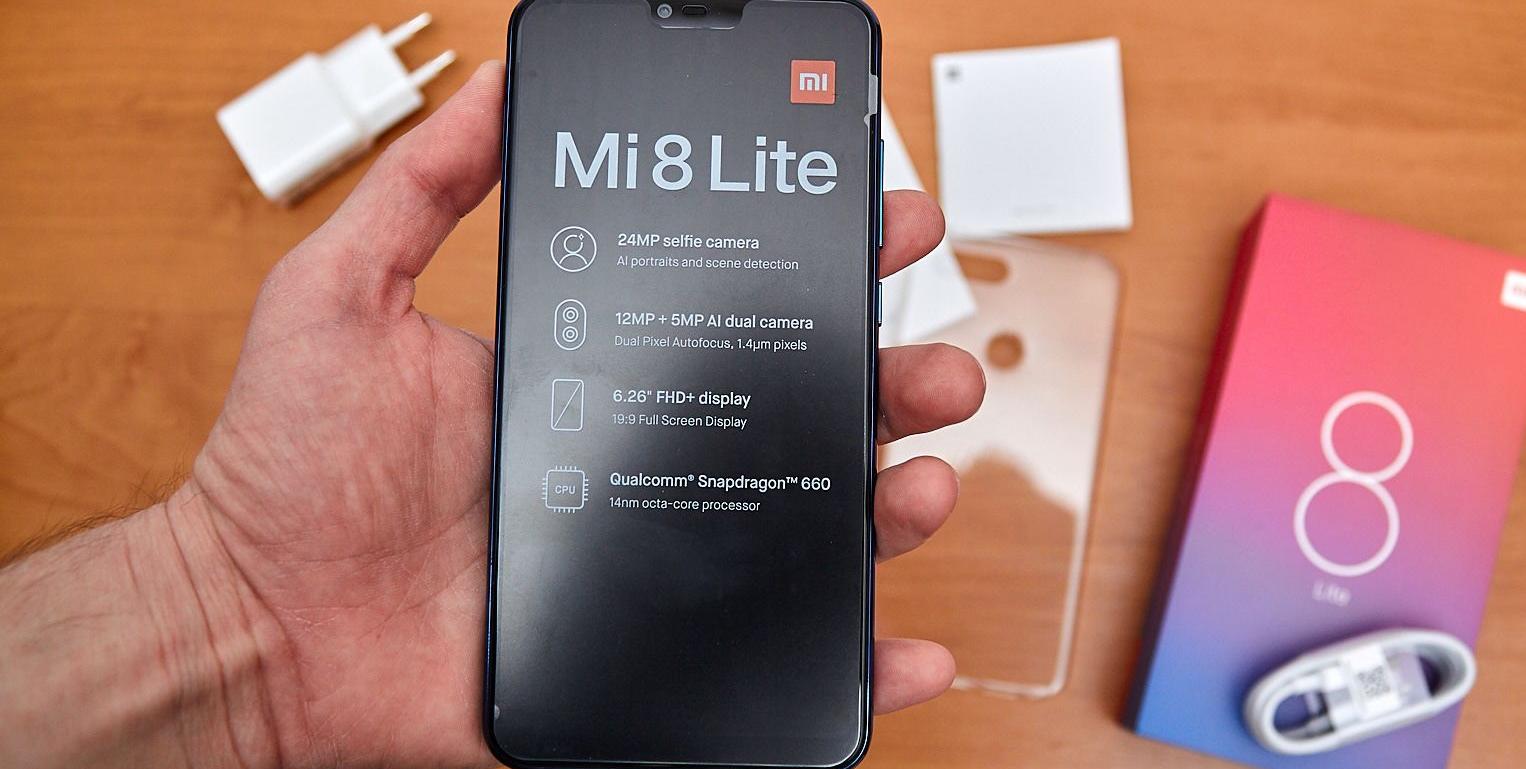 mi
Mi 8 Lite
24MP selfie camera
AI portraits and scene detection
12MP + 5MP AI dual camera
Dual Pixel Autofocus, 1.4µm pixels
6.26" FHD+ display
19:9 Full Screen Display
CPU
Qualcomm® Snapdragon™ 660
14nm octa-core processor
8
Lite